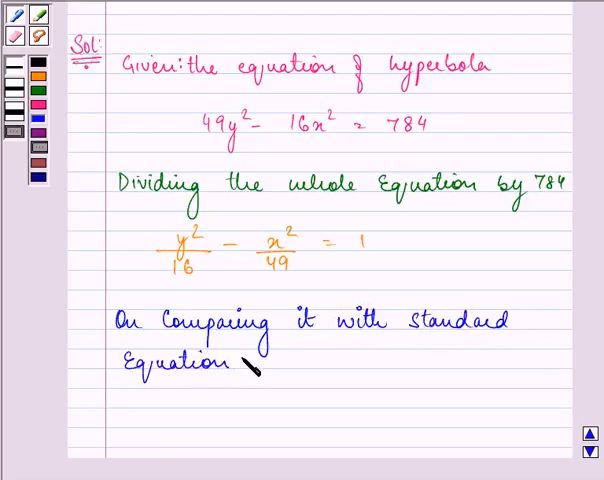 Sol:
Given: the equation of hyperbola
49y² - 16x² = 784
Dividing the whole Equation by 784
y²/16 - x²/49 = 1
On Comparing it with standard
Equation